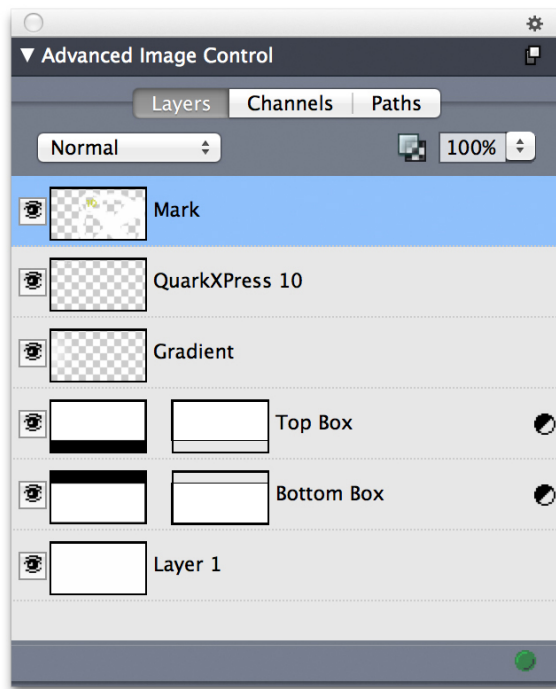 Advanced Image Control
Layers Channels Paths
Normal 100%
Mark
QuarkXPress 10
Gradient
Top Box
Bottom Box
Layer 1